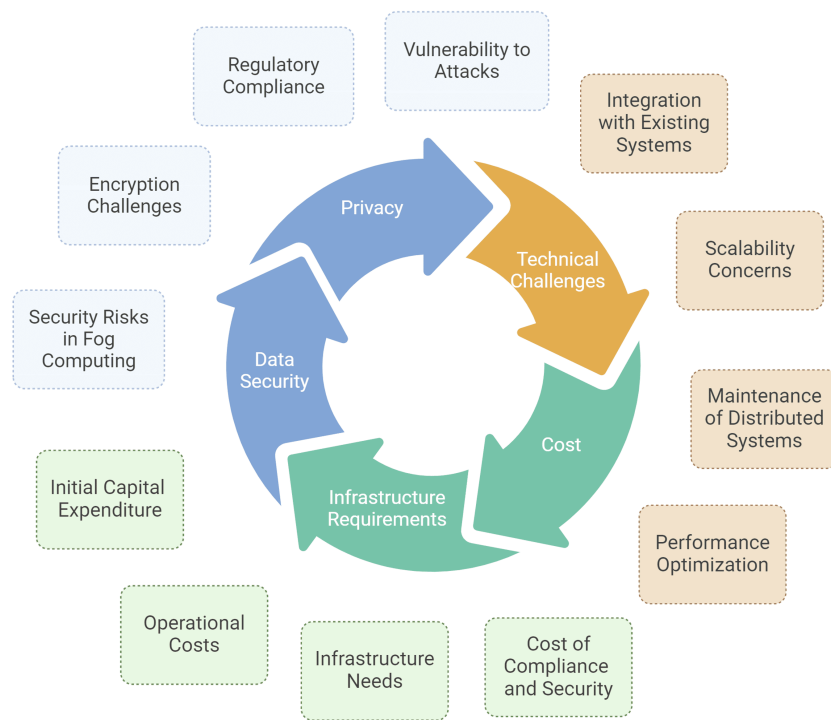 Vulnerability to
Attacks
Regulatory
Compliance
Integration
with Existing
Systems
Encryption
Challenges
Privacy
Technical
Challenges
Scalability
Concerns
Security Risks
in Fog
Computing
Data
Security
Maintenance
of Distributed
Systems
Cost
Initial Capital
Expenditure
Infrastructure
Requirements
Performance
Optimization
Operational
Costs
Infrastructure
Needs
Cost of
Compliance
and Security